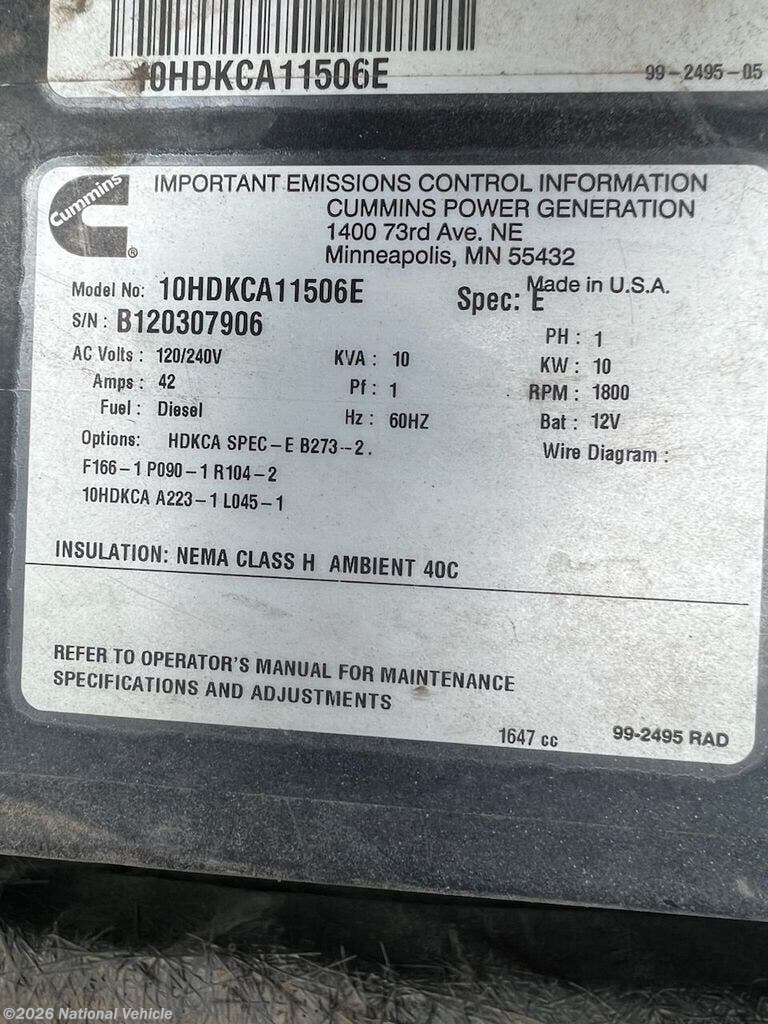 10HDKCA11506E 99-2495-05
Cummins ®
IMPORTANT EMISSIONS CONTROL INFORMATION
CUMMINS POWER GENERATION
1400 73rd Ave. NE
Minneapolis, MN 55432
Made in U.S.A.
Model No: 10HDKCA11506E Spec: E
S/N : B120307906
PH : 1
AC Volts : 120/240V KVA : 10 KW : 10
Amps : 42 Pf : 1 RPM : 1800
Fuel : Diesel Hz : 60HZ Bat : 12V
Options: HDKCA SPEC-E B273-2. Wire Diagram :
F166-1 P090-1 R104-2
10HDKCA A223-1 L045-1
INSULATION: NEMA CLASS H AMBIENT 40C
REFER TO OPERATOR'S MANUAL FOR MAINTENANCE
SPECIFICATIONS AND ADJUSTMENTS
1647 cc 99-2495 RAD
©2026 National Vehicle